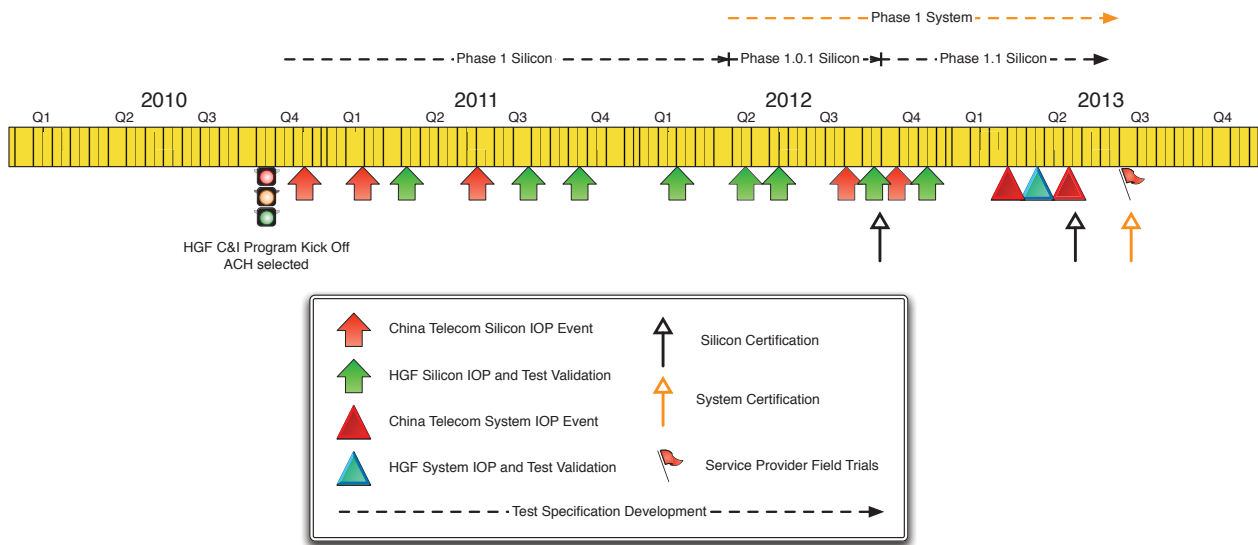 Phase 1 System
Phase 1 Silicon
Phase 1.0.1 Silicon
Phase 1.1 Silicon
2010
2011
2012
2013
Q1
Q2
Q3
Q4
Q1
Q2
Q3
Q4
Q1
Q2
Q3
Q4
Q1
Q2
Q3
Q4
HGF C&I Program Kick Off
ACH selected
China Telecom Silicon IOP Event
HGF Silicon IOP and Test Validation
China Telecom System IOP Event
HGF System IOP and Test Validation
Silicon Certification
System Certification
Service Provider Field Trials
Test Specification Development